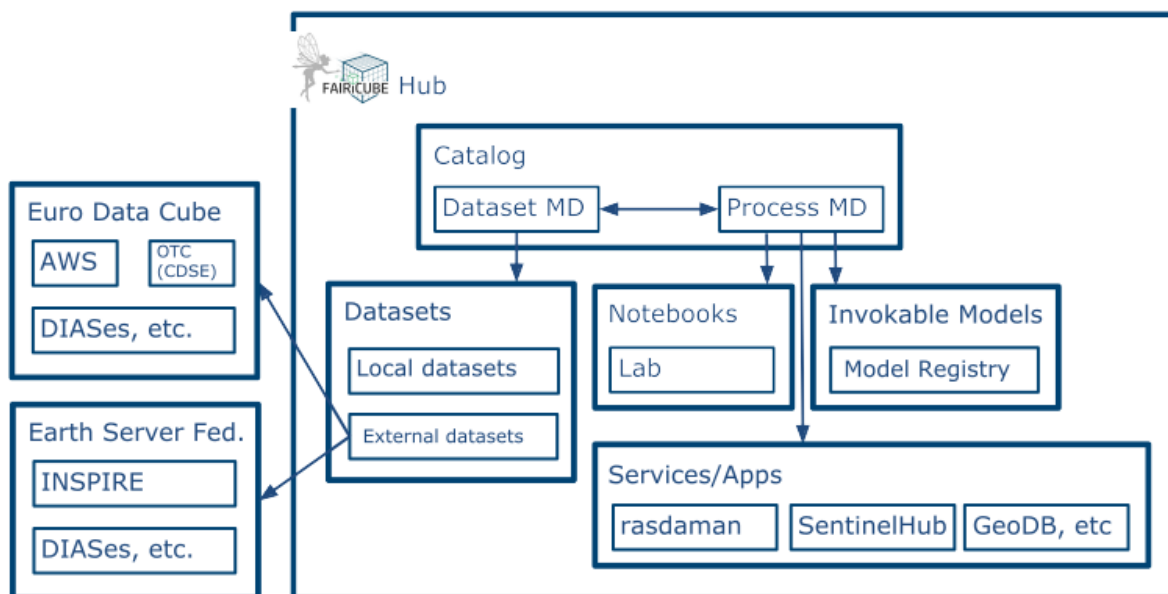 FAIRiCUBE Hub
Catalog
Dataset MD
Process MD
Euro Data Cube
AWS
OTC
(CDSE)
DIASes, etc.
Datasets
Local datasets
External datasets
Notebooks
Lab
Invokable Models
Model Registry
Earth Server Fed.
INSPIRE
DIASes, etc.
Services/Apps
rasdaman
SentinelHub
GeoDB, etc